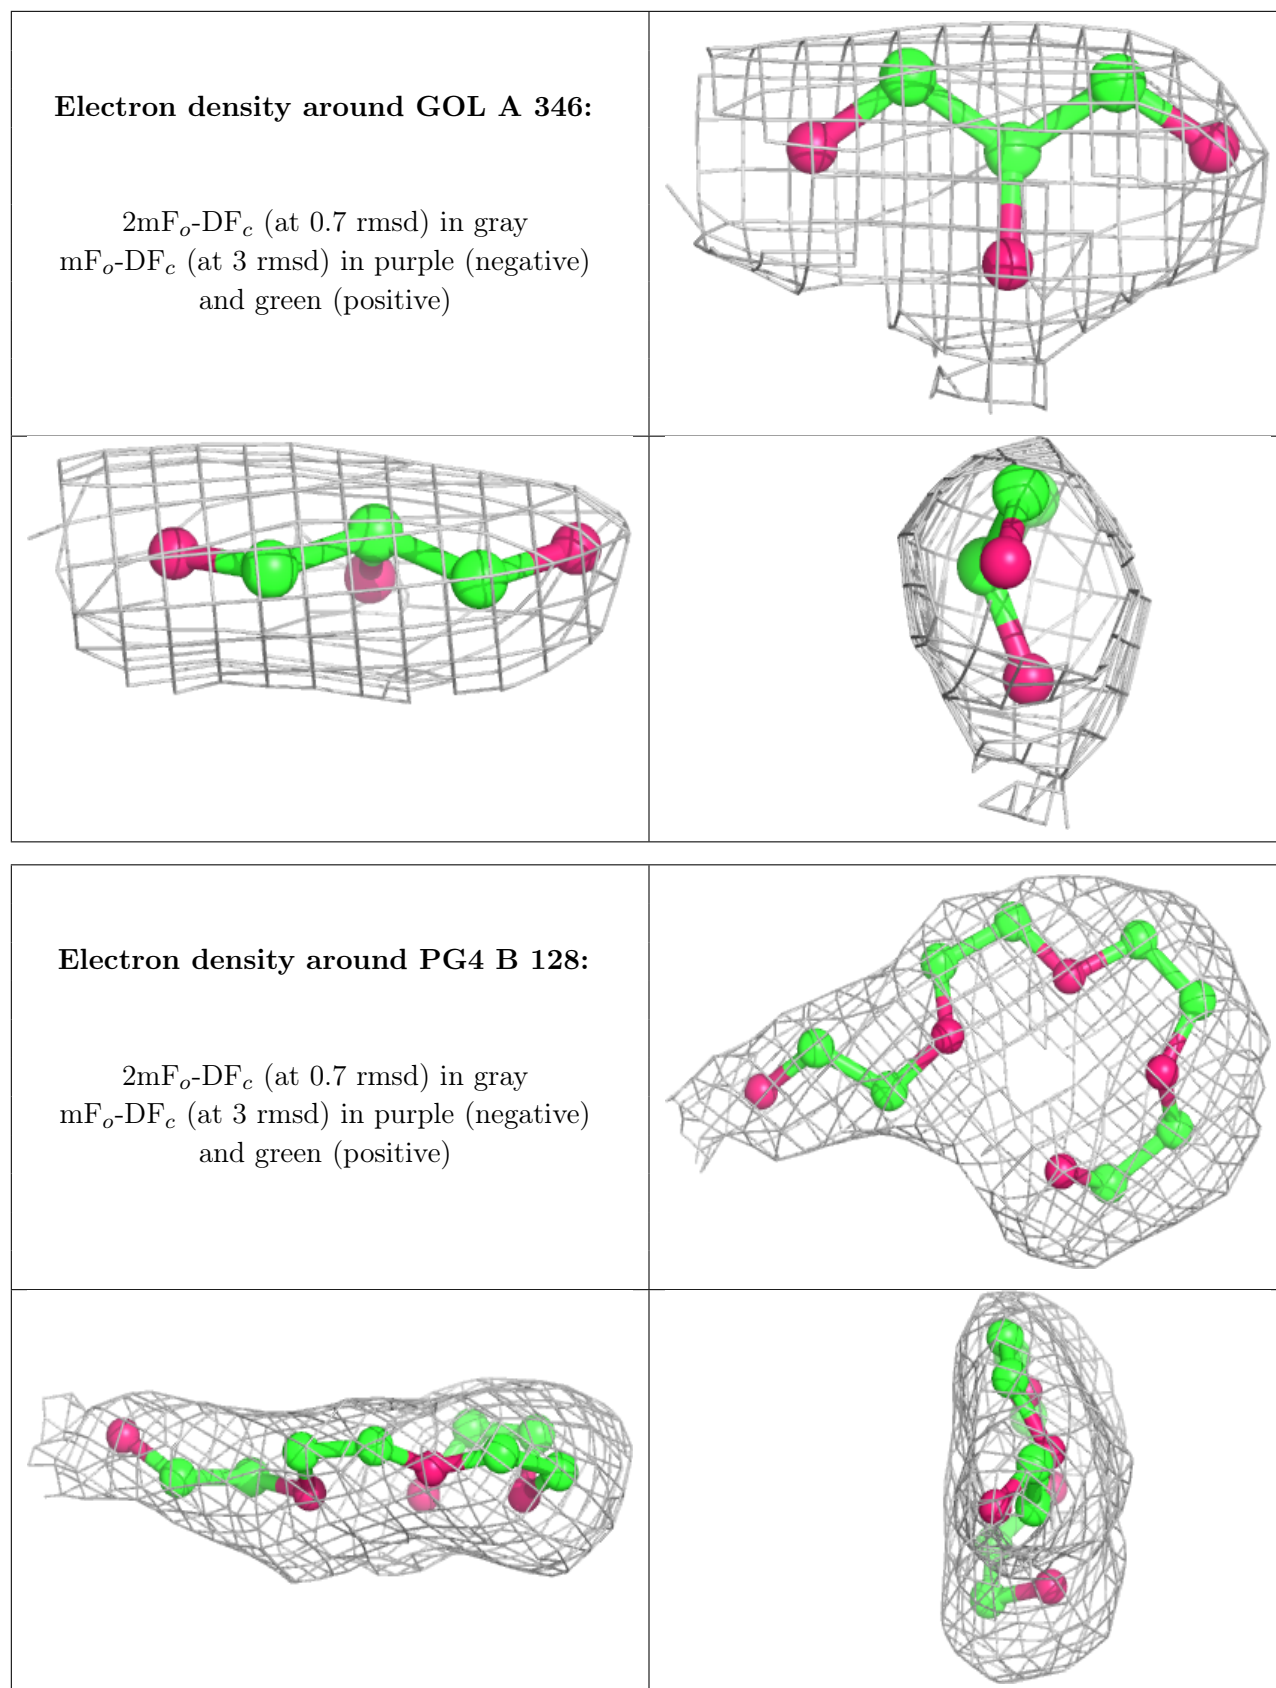 Electron density around GOL A 346:
2mFo-DFc (at 0.7 rmsd) in gray
mFo-DFc (at 3 rmsd) in purple (negative)
and green (positive)
Electron density around PG4 B 128:
2mFo-DFc (at 0.7 rmsd) in gray
mFo-DFc (at 3 rmsd) in purple (negative)
and green (positive)